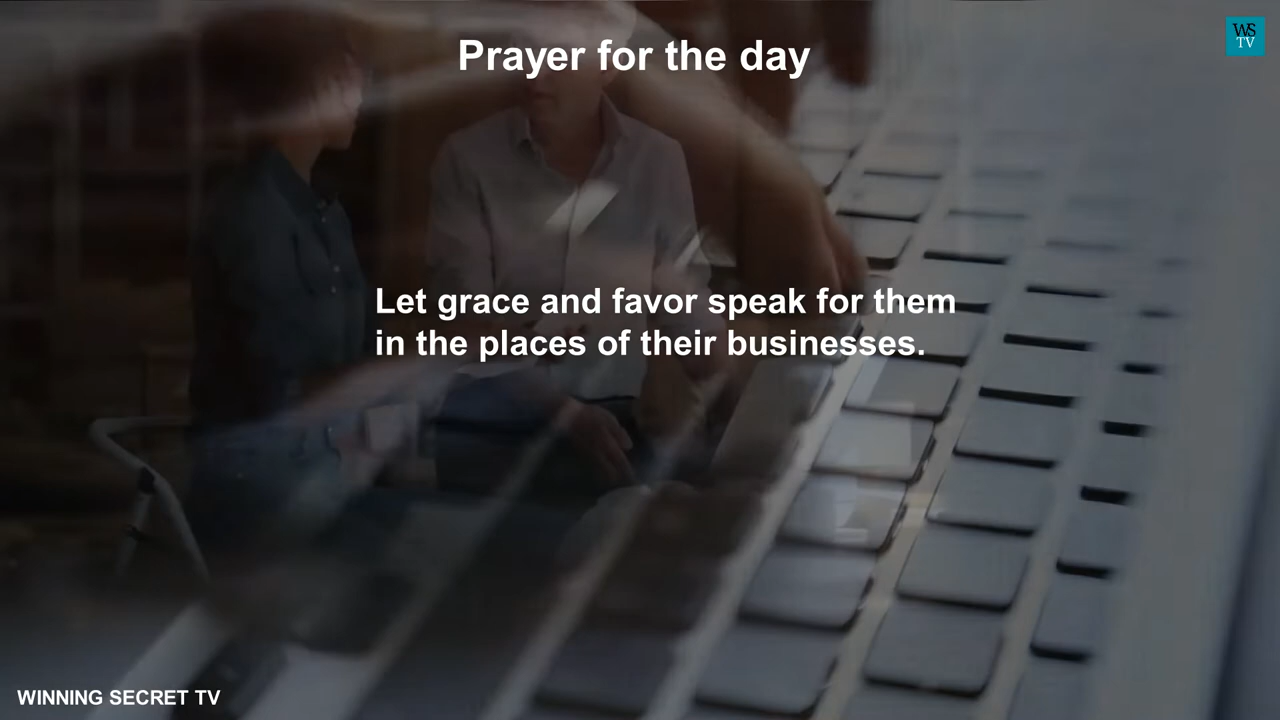 Prayer for the day
WS
TV
Let grace and favor speak for them
in the places of their businesses.
WINNING SECRET TV